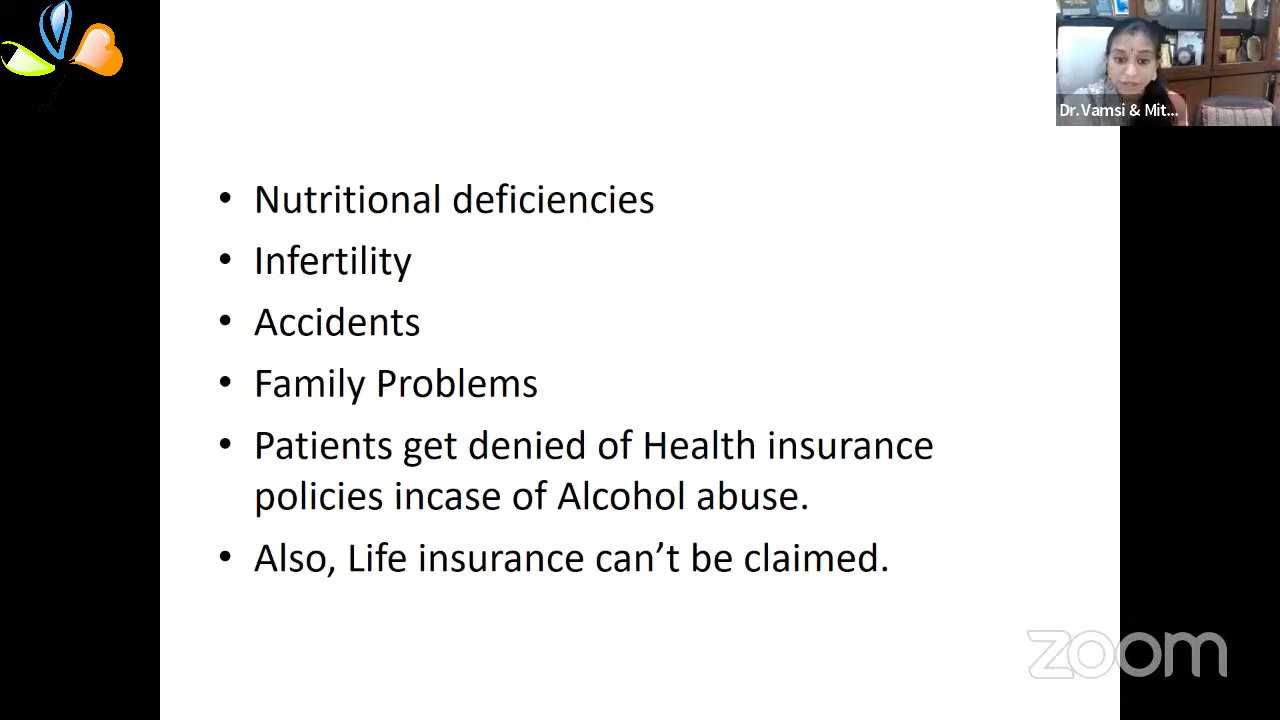 Dr.Vamsi & Mit...
• Nutritional deficiencies
• Infertility
• Accidents
• Family Problems
• Patients get denied of Health insurance
policies incase of Alcohol abuse.
• Also, Life insurance can’t be claimed.
zoom